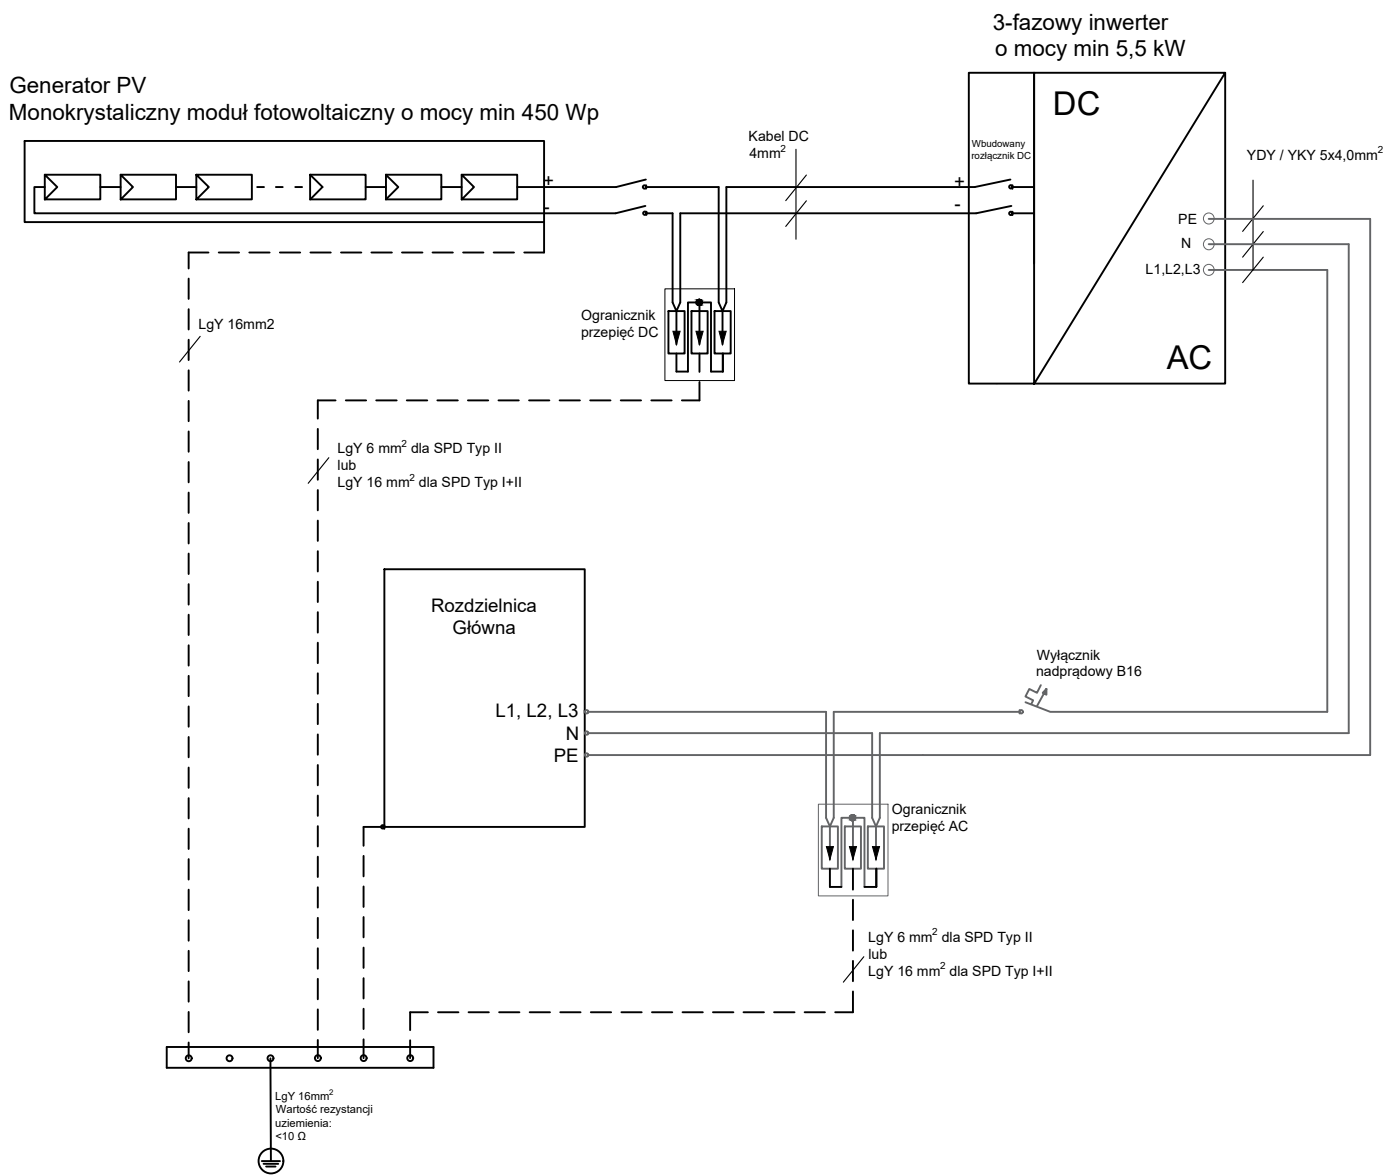 3-fazowy inwerter
o mocy min 5,5 kW
Generator PV
Monokrystaliczny moduł fotowoltaiczny o mocy min 450 Wp
+
-
Kabel DC
4mm²
Wbudowany
rozłącznik DC
+
-
DC
AC
YDY / YKY 5x4,0mm²
PE
N
L1,L2,L3
LgY 16mm2
Ogranicznik
przepięć DC
LgY 6 mm² dla SPD Typ II
lub
LgY 16 mm² dla SPD Typ I+II
Rozdzielnica
Główna
L1, L2, L3
N
PE
Wyłącznik
nadprądowy B16
Ogranicznik
przepięć AC
LgY 6 mm² dla SPD Typ II
lub
LgY 16 mm² dla SPD Typ I+II
LgY 16mm²
Wartość rezystancji
uziemienia:
<10 Ω